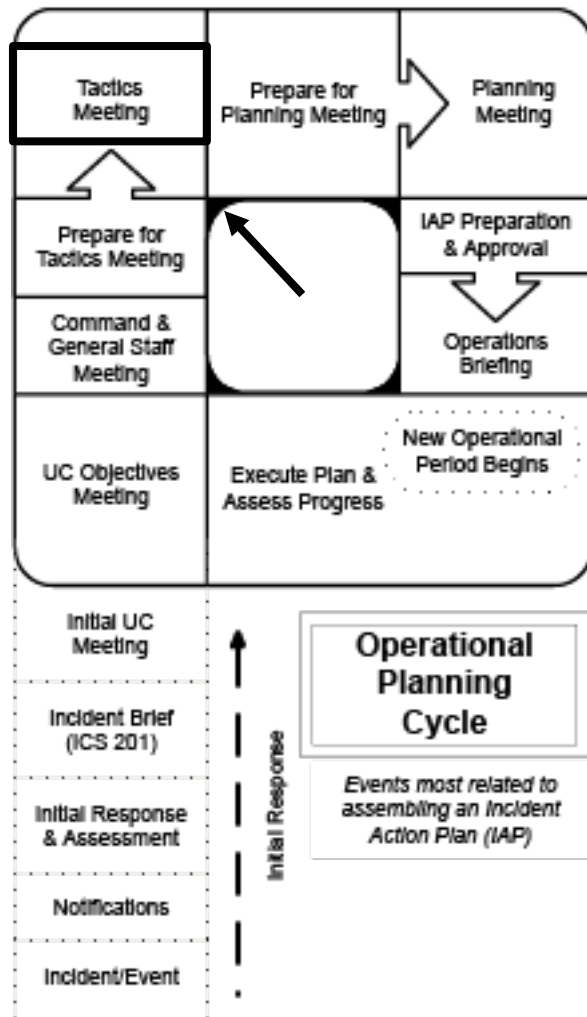 Tactics
Meeting
Prepare for
Planning Meeting
Planning
Meeting
Prepare for
Tactics Meeting
IAP Preparation
& Approval
Command &
General Staff
Meeting
Operations
Briefing
UC Objectives
Meeting
Execute Plan &
Assess Progress
New Operational
Period Begins
Initial UC
Meeting
Incident Brief
(ICS 201)
Initial Response
& Assessment
Notifications
Incident/Event
Initial Response
Operational
Planning
Cycle
Events most related to
assembling an Incident
Action Plan (IAP)